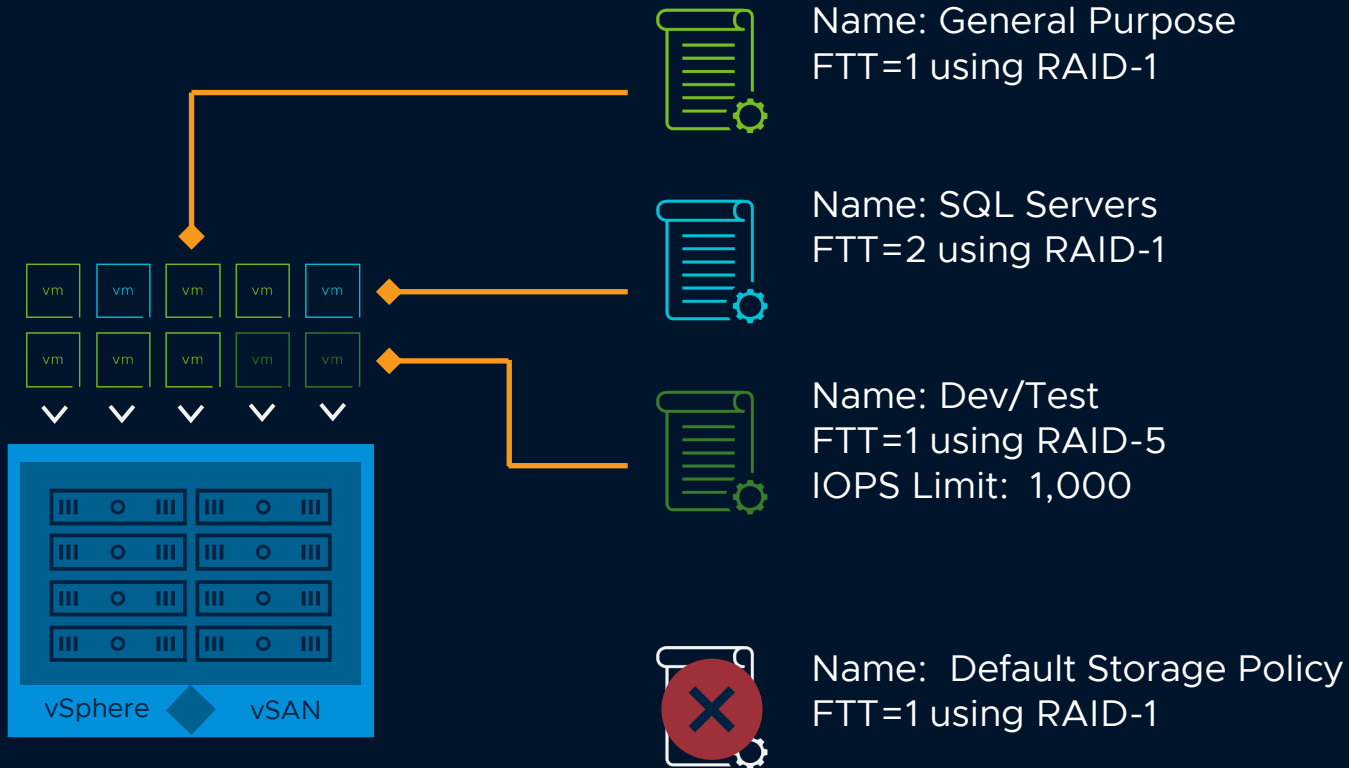 Name: General Purpose
FTT=1 using RAID-1
Name: SQL Servers
FTT=2 using RAID-1
vm vm vm vm vm
vm vm vm vm vm
Name: Dev/Test
FTT=1 using RAID-5
IOPS Limit: 1,000
vSphere vSAN
Name: Default Storage Policy
FTT=1 using RAID-1